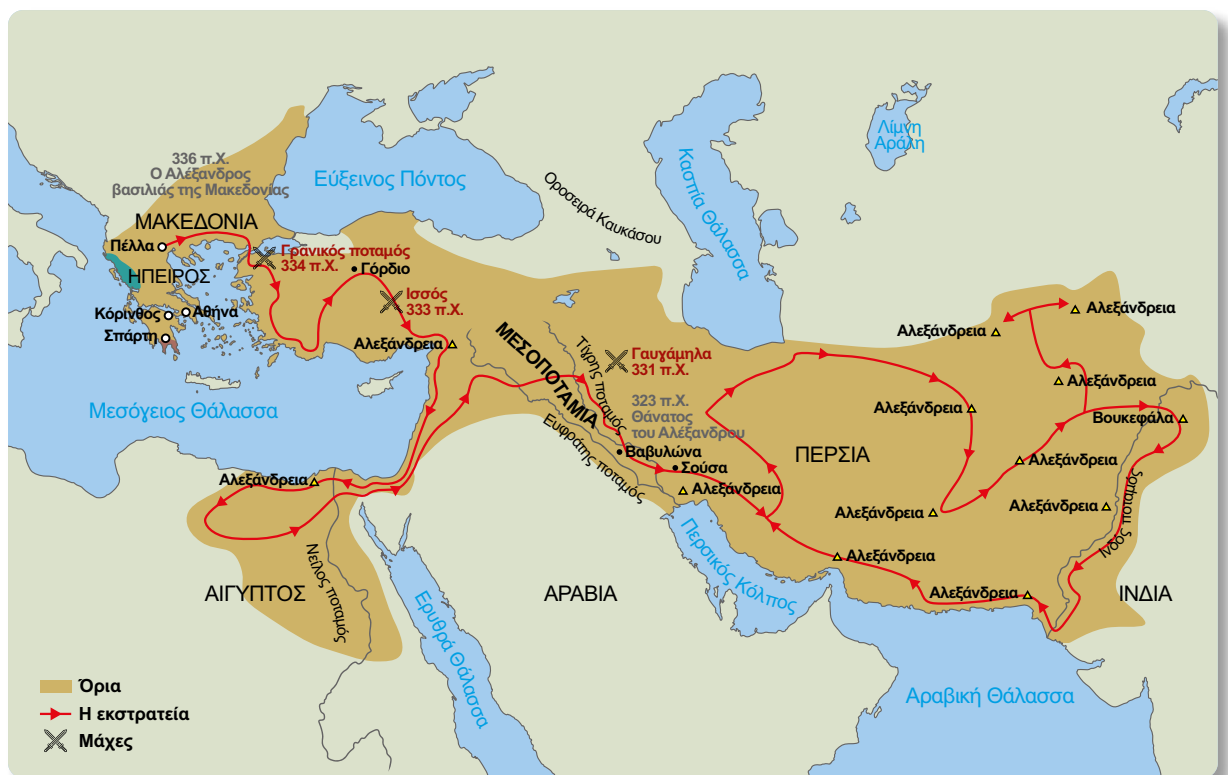 Λίμνη
Αράλη
Κασπία Θάλασσα
336 π.Χ.
Ο Αλέξανδρος
βασιλιάς της Μακεδονίας
Εύξεινος Πόντος
Οροσειρά Καυκάσου
ΜΑΚΕΔΟΝΙΑ
Πέλλα
Γρανικός ποταμός
334 π.Χ.
Γόρδιο
ΗΠΕΙΡΟΣ
Ισσός
333 π.Χ.
Κόρινθος
Αθήνα
Σπάρτη
Αλεξάνδρεια
ΜΕΣΟΠΟΤΑΜΙΑ
Τίγρης ποταμός
Ευφράτης ποταμός
Γαυγάμηλα
331 π.Χ.
323 π.Χ.
Θάνατος
του Αλέξανδρου
Αλεξάνδρεια
Αλεξάνδρεια
Αλεξάνδρεια
Αλεξάνδρεια
Βουκεφάλα
Μεσόγειος Θάλασσα
Βαβυλώνα
Σούσα
ΠΕΡΣΙΑ
Αλεξάνδρεια
Αλεξάνδρεια
Αλεξάνδρεια
Αλεξάνδρεια
Αλεξάνδρεια
Αλεξάνδρεια
Ινδός ποταμός
Περσικός Κόλπος
Νείλος ποταμός
Αλεξάνδρεια
ΑΙΓΥΠΤΟΣ
ΑΡΑΒΙΑ
Αλεξάνδρεια
ΙΝΔΙΑ
Ερυθρά Θάλασσα
Αραβική Θάλασσα
Όρια
Η εκστρατεία
Μάχες